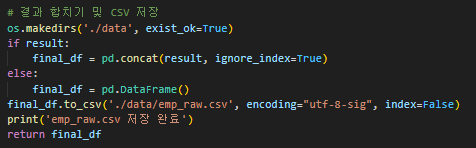 # 결과 합치기 및 CSV 저장
os.makedirs('./data', exist_ok=True)
if result:
    final_df = pd.concat(result, ignore_index=True)
else:
    final_df = pd.DataFrame()
final_df.to_csv('./data/emp_raw.csv', encoding="utf-8-sig", index=False)
print('emp_raw.csv 저장 완료')
return final_df